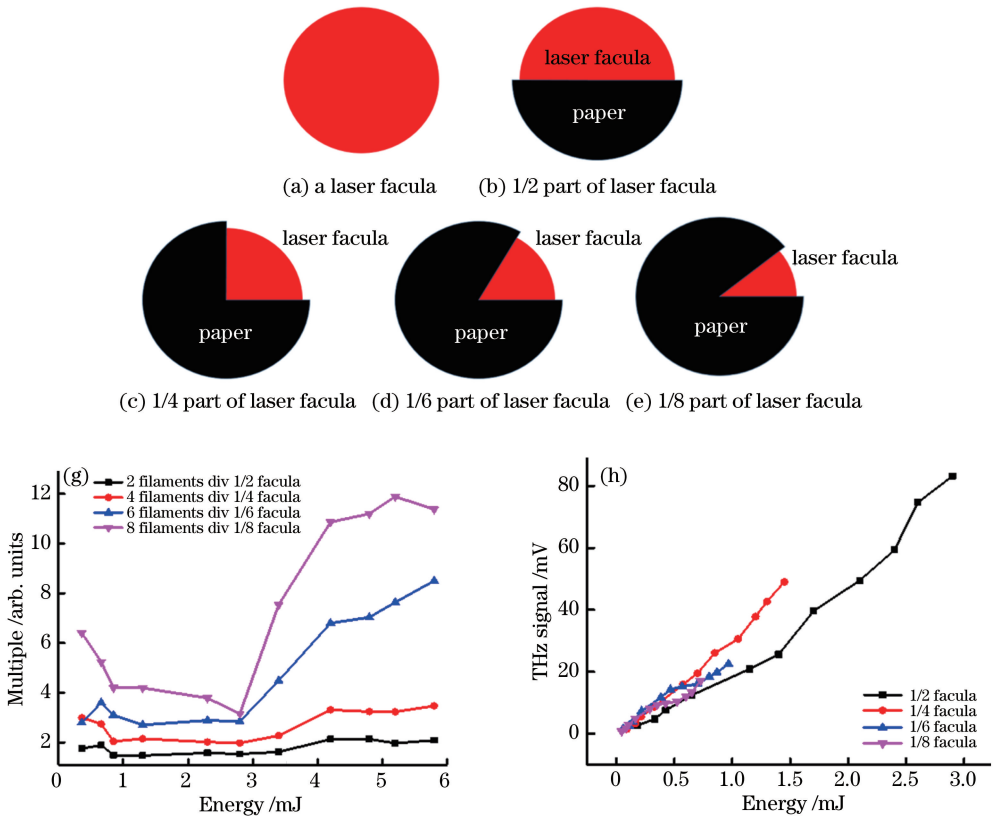 laser facula
paper
(a) a laser facula
(b) 1/2 part of laser facula
laser facula
paper
(c) 1/4 part of laser facula
laser facula
paper
(d) 1/6 part of laser facula
laser facula
paper
(e) 1/8 part of laser facula
(g)
2 filaments div 1/2 facula
4 filaments div 1/4 facula
6 filaments div 1/6 facula
8 filaments div 1/8 facula
Multiple /arb. units
12
10
8
6
4
2
0 1 2 3 4 5 6
Energy /mJ
(h)
THz signal /mV
80
60
40
20
0
1/2 facula
1/4 facula
1/6 facula
1/8 facula
0 0.5 1.0 1.5 2.0 2.5 3.0
Energy /mJ